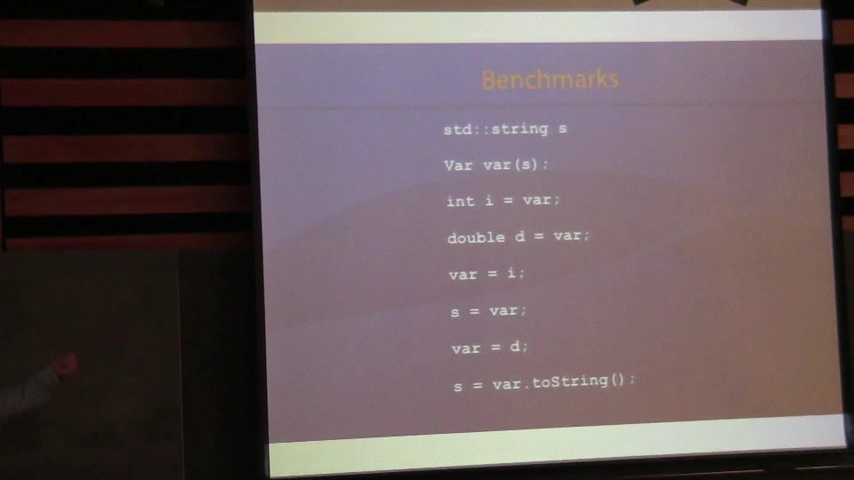 Benchmarks
std::string s
Var var(s);
int i = var;
double d = var;
var = i;
s = var;
var = d;
s = var.toString();